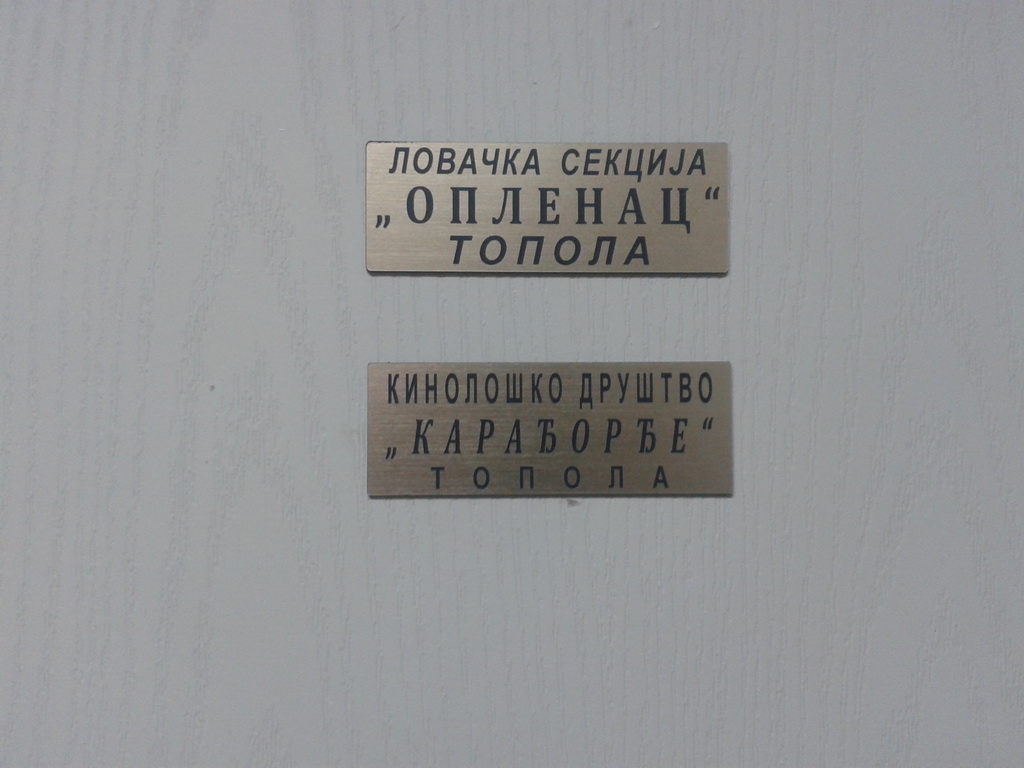 ЛОВАЧКА СЕКЦИЈА
„ОПЛЕНАЦ“
ТОПОЛА
КИНОЛОШКО ДРУШТВО
„КАРАЂОРЂЕ“
ТОПОЛА